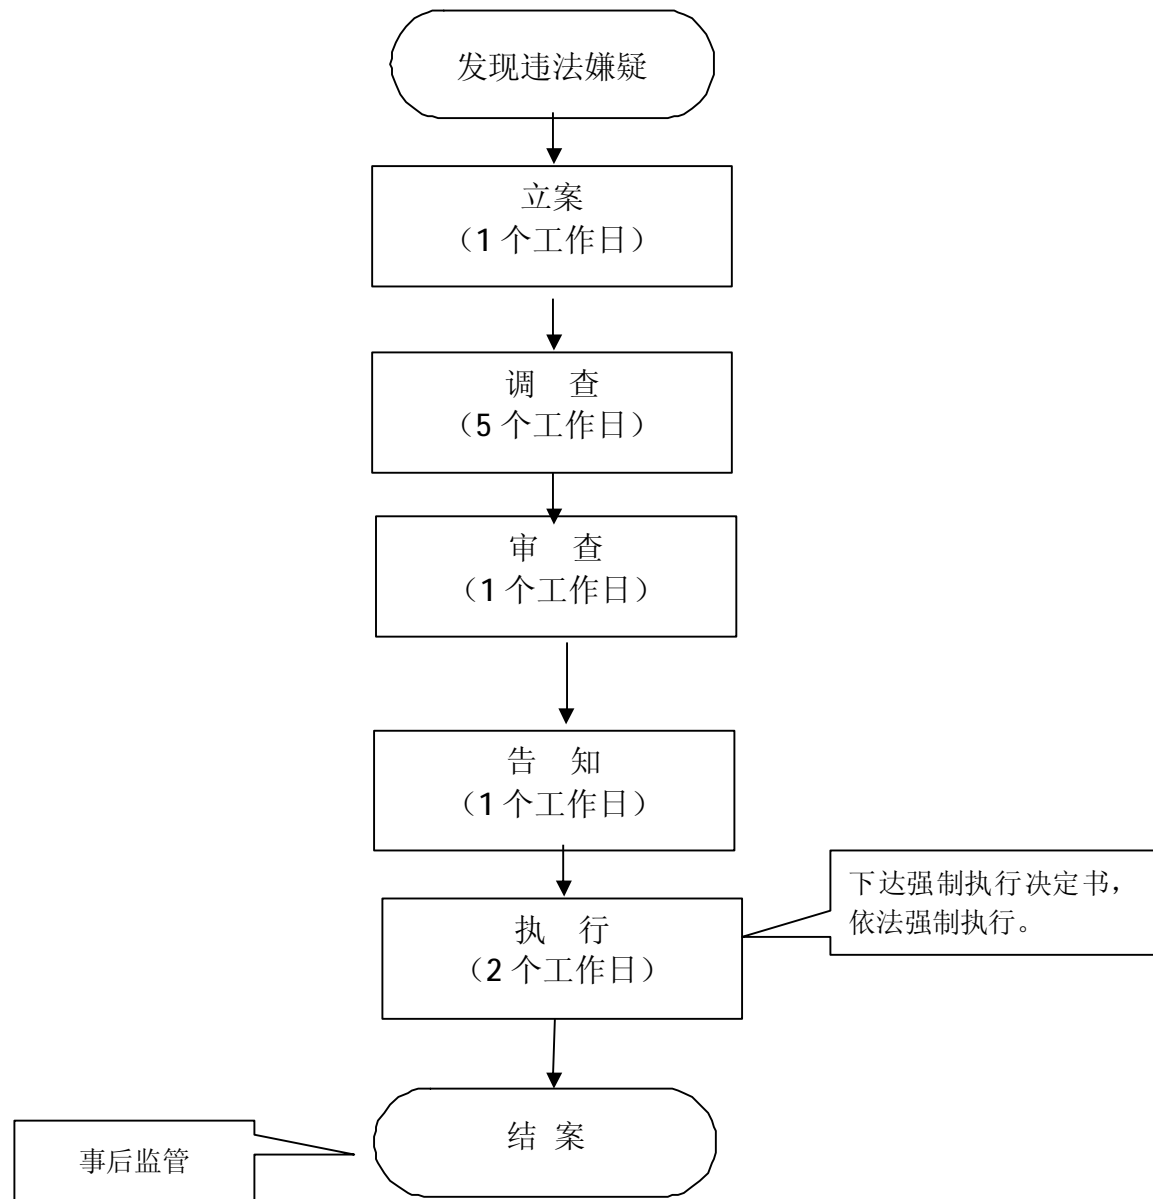 发现违法嫌疑
立案
（1 个工作日）
调 查
（5 个工作日）
审 查
（1 个工作日）
告 知
（1 个工作日）
执 行
（2 个工作日）
下达强制执行决定书，
依法强制执行。
结 案
事后监管